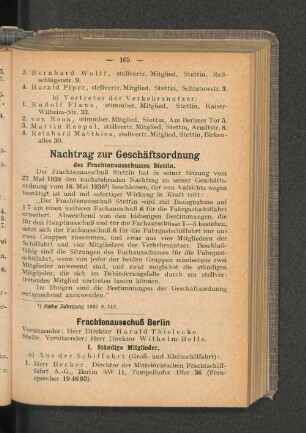 — 165 —
3. Bernhard Wolff, stellvertr. Mitglied, Stettin, Reif-
schlägerstr. 9.
4. Harald Piper, stellvertr. Mitglied, Stettin, Schützenstr. 3.
b) Vertreter der Verkehrsnutzer:
1. Rudolf Flaxa, stimmber. Mitglied, Stettin, Kaiser-
Wilhelm-Str. 35.
2. von Roon, stimmber. Mitglied, Stettin, Am Berliner Tor 5.
3. Martin Reepel, stellvertr. Mitglied, Stettin, Arndtstr. 8.
4. Reinhard Matthies, stellvertr. Mitglied, Stettin, Birken-
allee 30.
Nachtrag zur Geschäftsordnung
des Frachtenausschusses Stettin.
Der Frachtenausschuß Stettin hat in seiner Sitzung vom
27. Mai 1938 den nachstehenden Nachtrag zu seiner Geschäfts-
ordnung vom 16. Mai 1936¹) beschlossen, der von Aufsichts wegen
bestätigt ist und mit sofortiger Wirkung in Kraft tritt:
„Der Frachtenausschuß Stettin wird mit Bezugnahme auf
§ 7 um einen weiteren Fachausschuß 6 für die Fahrgastschiffahrt
erweitert. Abweichend von den bisherigen Bestimmungen, die
für den Hauptausschuß und für die Fachausschüsse 1—5 bestehen,
setzt sich der Fachausschuß 6 für die Fahrgastschiffahrt nur aus
zwei Gruppen zusammen, und zwar aus vier Mitgliedern der
Schiffahrt und vier Mitgliedern der Verkehrsnutzer. Beschluß-
fähig sind die Sitzungen des Fachausschusses 6 für die Fahrgast-
schiffahrt, wenn von jeder der beiden Gruppen mindestens zwei
Mitglieder anwesend sind, und zwar möglichst die ständigen
Mitglieder, die sich im Behinderungsfalle durch ein stellver-
tretendes Mitglied vertreten lassen müssen.
Im übrigen sind die Bestimmungen der Geschäftsordnung
entsprechend anzuwenden."
¹) Siehe Jahrgang 1937 S. 142.
Frachtenausschuß Berlin
Vorsitzender: Herr Direktor Harald Thielecke.
Stellv. Vorsitzender: Herr Direktor Wilhelm Bolle.
I. Ständige Mitglieder.
a) Aus der Schiffahrt (Groß- und Kleinschiffahrt):
1. Herr Becker, Direktor der Mitteldeutschen Frachtschiff-
fahrt A.-G., Berlin SW 11, Tempelhofer Ufer 36 (Fern-
sprecher 19 46 93).